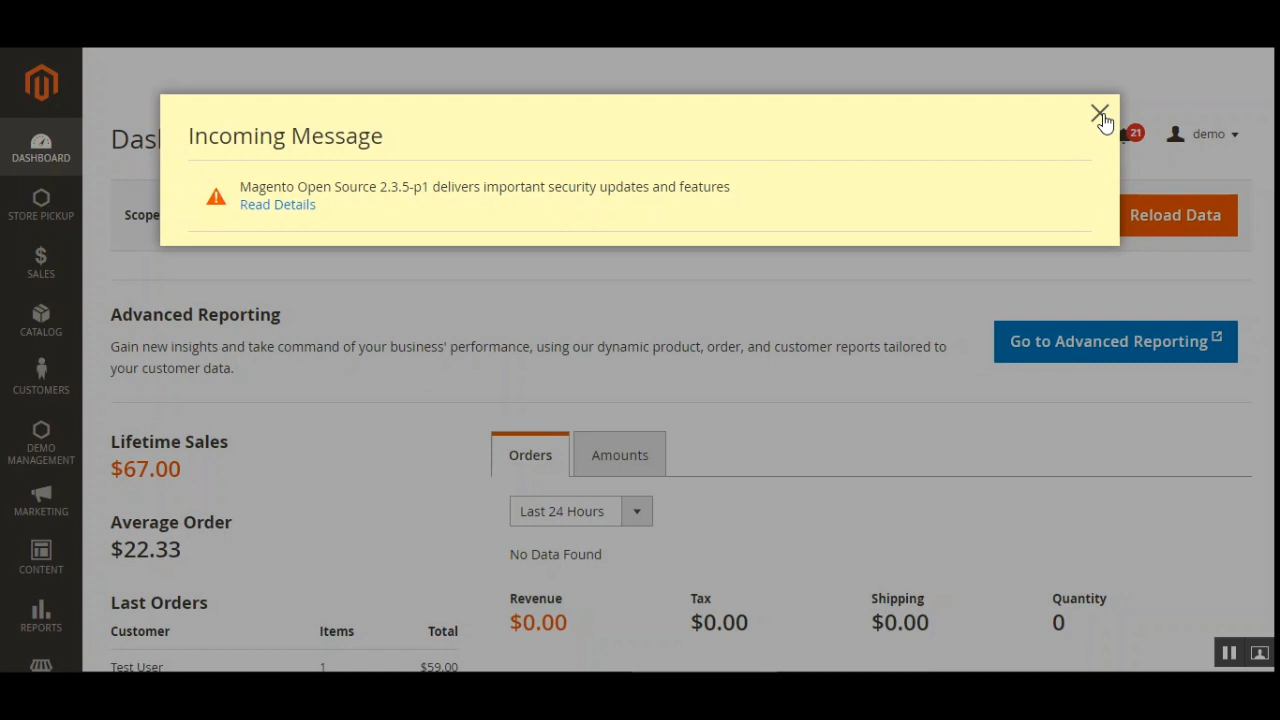 Incoming Message
Magento Open Source 2.3.5-p1 delivers important security updates and features
Read Details
21
demo
Scope
Reload Data
DASHBOARD
STORE PICKUP
SALES
CATALOG
CUSTOMERS
DEMO
MANAGEMENT
MARKETING
CONTENT
REPORTS
Advanced Reporting
Gain new insights and take command of your business' performance, using our dynamic product, order, and customer reports tailored to
your customer data.
Go to Advanced Reporting
Lifetime Sales
$67.00
Average Order
$22.33
Last Orders
Customer Items Total
Test User 1 $59.00
Orders Amounts
Last 24 Hours
No Data Found
Revenue Tax Shipping Quantity
$0.00 $0.00 $0.00 0